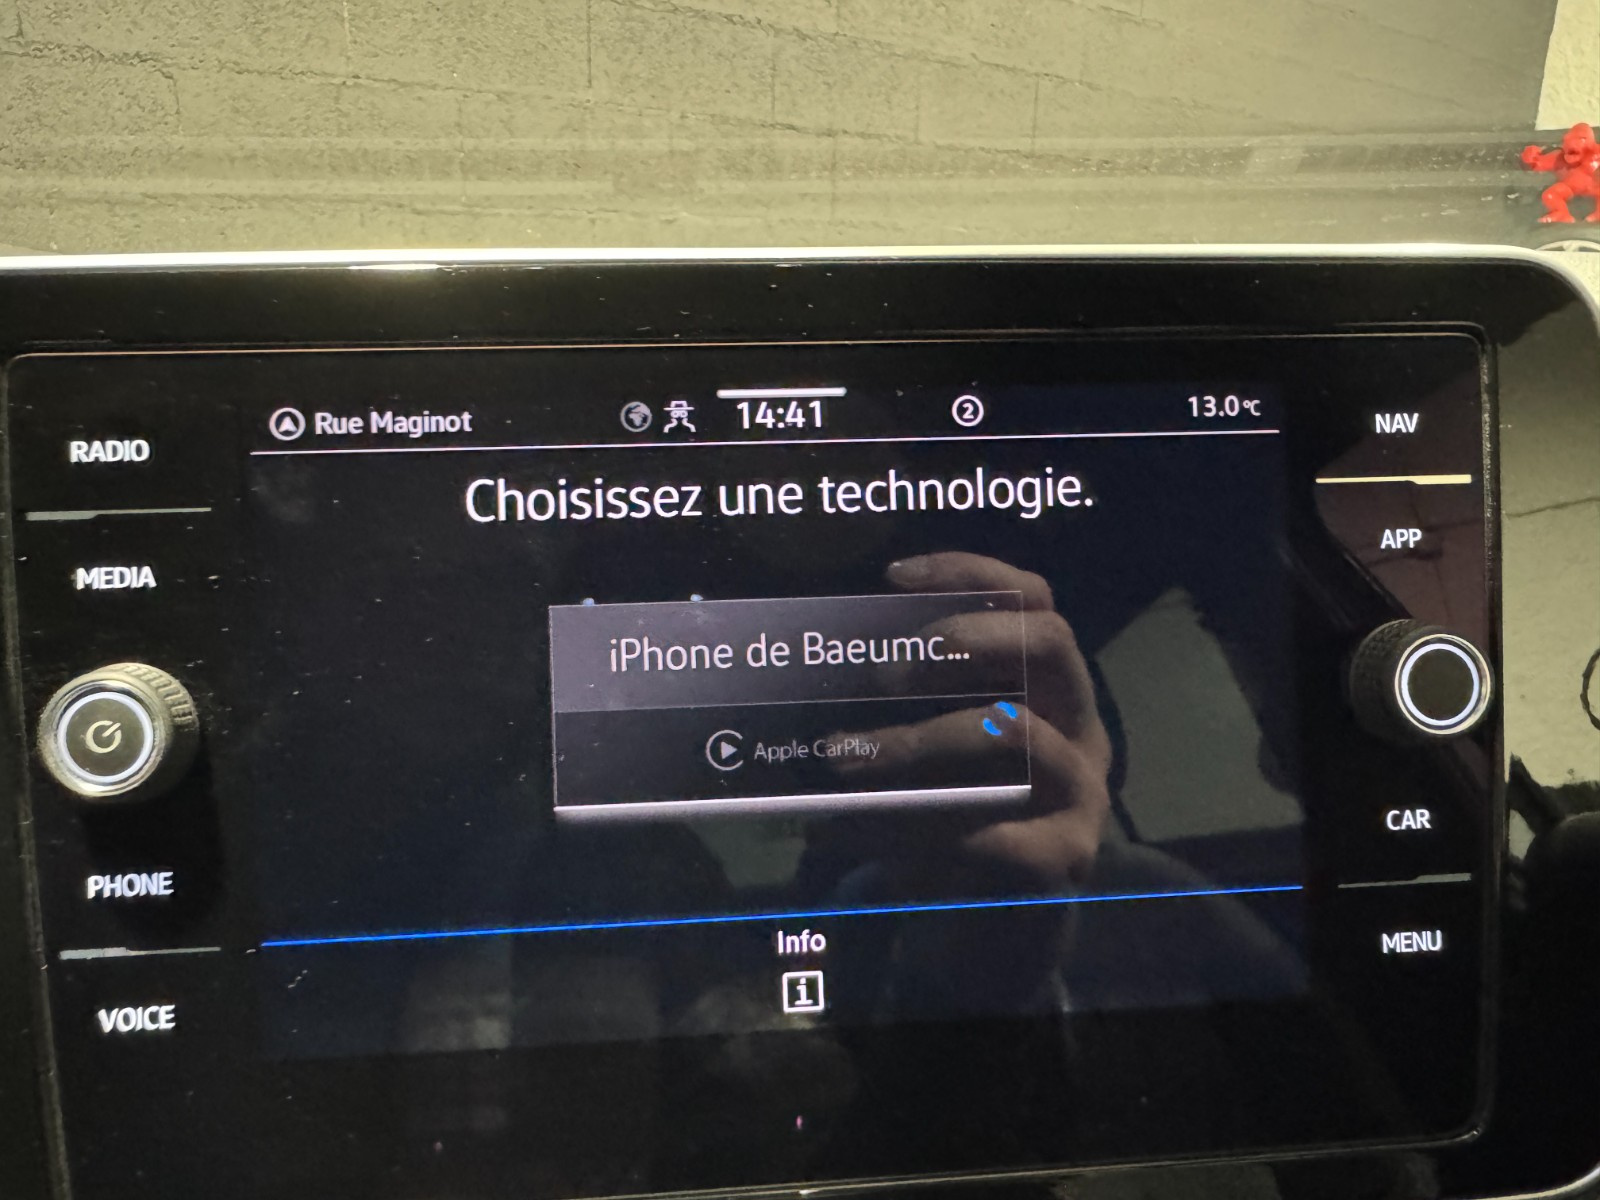 Rue Maginot
14:41
2
13.0°C
RADIO
MEDIA
PHONE
VOICE
Choisissez une technologie.
iPhone de Baeumc...
Apple CarPlay
Info
i
NAV
APP
CAR
MENU